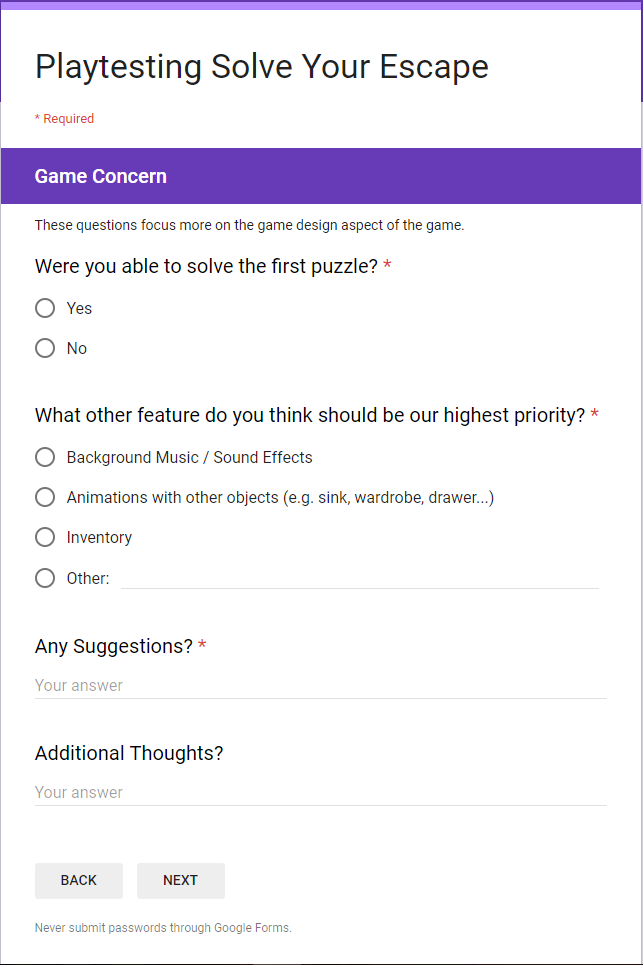 Playtesting Solve Your Escape
* Required
Game Concern
These questions focus more on the game design aspect of the game.
Were you able to solve the first puzzle? *
Yes
No
What other feature do you think should be our highest priority? *
Background Music / Sound Effects
Animations with other objects (e.g. sink, wardrobe, drawer...)
Inventory
Other:
Any Suggestions? *
Your answer
Additional Thoughts?
Your answer
BACK NEXT
Never submit passwords through Google Forms.